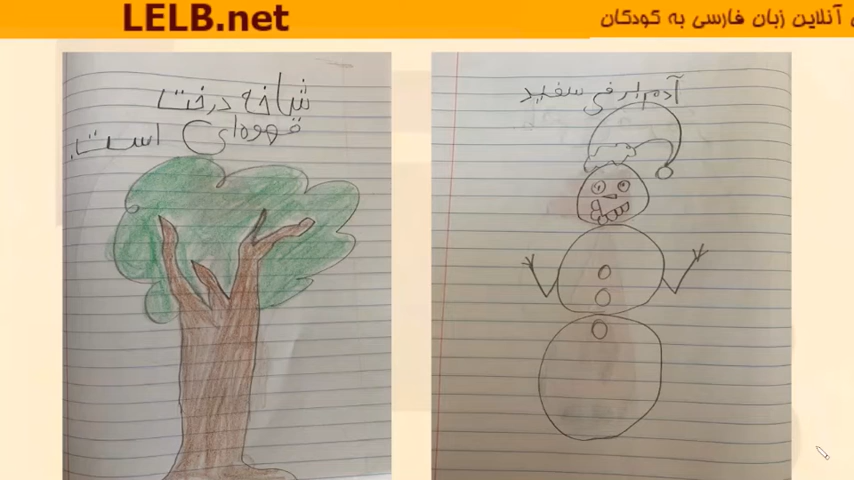 LELB.net
آنلاین زبان فارسی به کودکان
شاخه درخت
قهوه‌ای است.
آدم برفی سفید